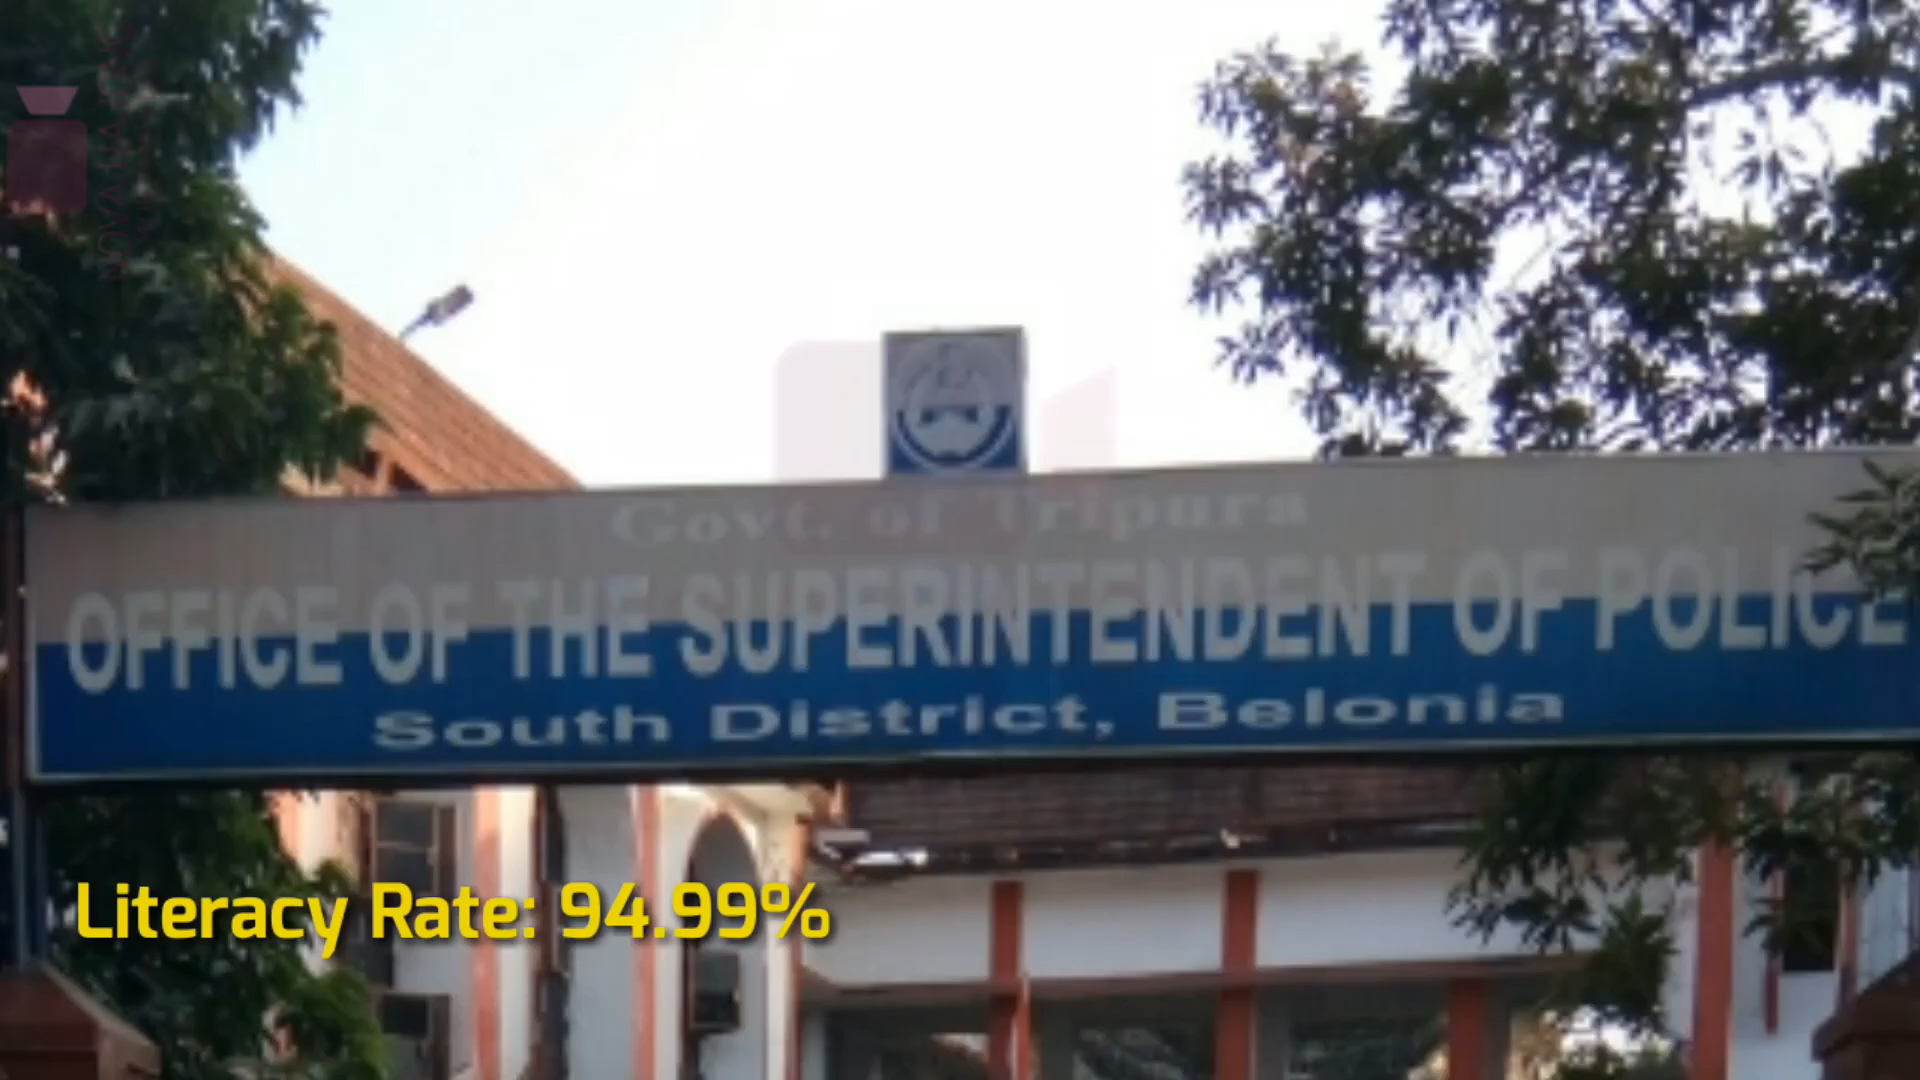 Govt. of Tripura
OFFICE OF THE SUPERINTENDENT OF POLICE
South District, Belonia
Literacy Rate: 94.99%